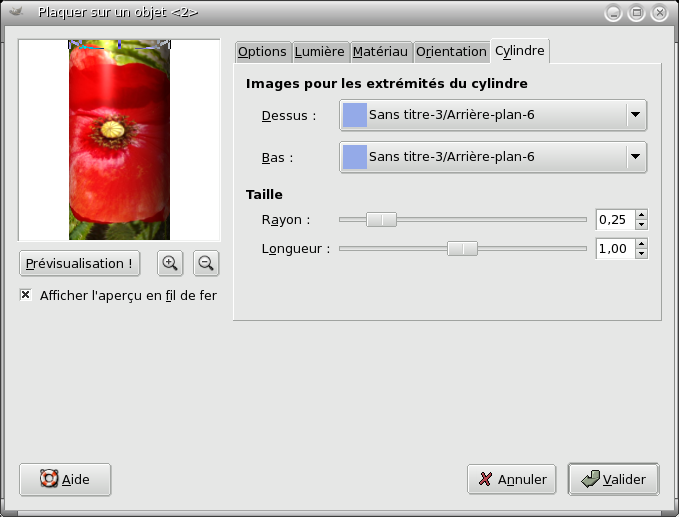 Plaquer sur un objet <2>
Options Lumière Matériau Orientation Cylindre
Images pour les extrémités du cylindre
Dessus : Sans titre-3/Arrière-plan-6
Bas : Sans titre-3/Arrière-plan-6
Taille
Rayon : 0,25
Longueur : 1,00
Prévisualisation !
Afficher l'aperçu en fil de fer
Aide Annuler Valider